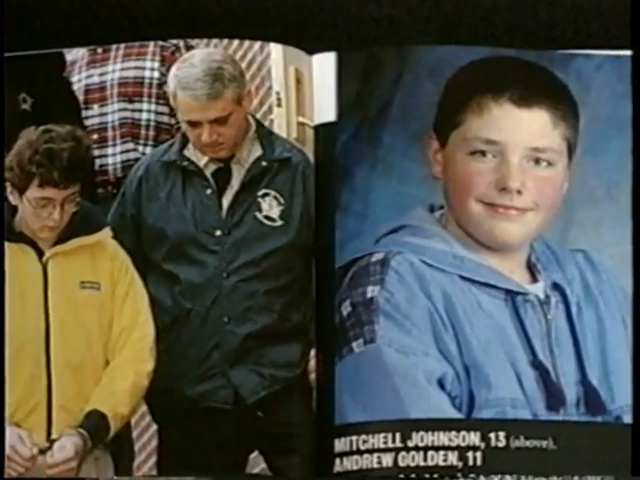 MITCHELL JOHNSON, 13 (above),
ANDREW GOLDEN, 11